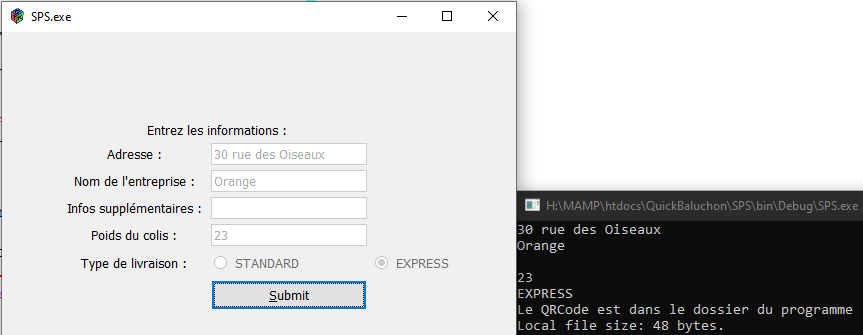 SPS.exe
Entrez les informations :
Adresse : 30 rue des Oiseaux
Nom de l'entreprise : Orange
Infos supplémentaires :
Poids du colis : 23
Type de livraison : STANDARD EXPRESS
Submit
H:\MAMP\htdocs\QuickBaluchon\SPS\bin\Debug\SPS.exe
30 rue des Oiseaux
Orange
23
EXPRESS
Le QRCode est dans le dossier du programme
Local file size: 48 bytes.